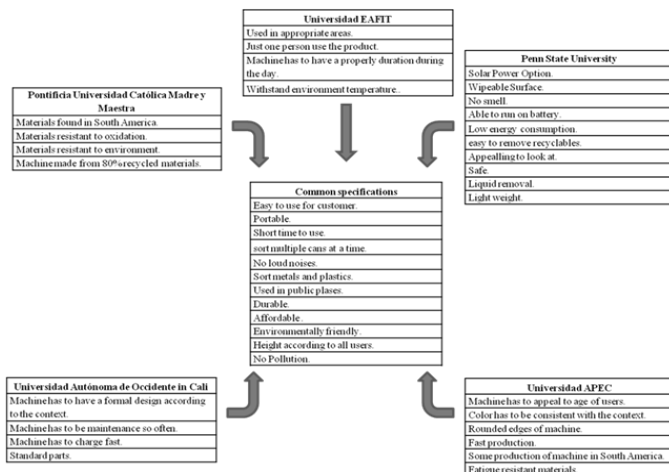 Universidad EAFIT
Used in appropriate areas.
Just one person use the product.
Machine has to have a properly duration during
the day.
Withstand environment temperature..
Pontificia Universidad Católica Madre y
Maestra
Materials found in South America.
Materials resistant to oxidation.
Materials resistant to environment.
Machine made from 80% recycled materials.
Penn State University
Solar Power Option.
Wipeable Surface.
No smell.
Able to run on battery.
Low energy consumption.
easy to remove recyclables.
Appealling to look at.
Safe.
Liquid removal.
Light weight.
Common specifications
Easy to use for customer.
Portable.
Short time to use.
sort multiple cans at a time.
No loud noises.
Sort metals and plastics.
Used in public plases.
Durable.
Affordable.
Environmentally friendly.
Height according to all users.
No Pollution.
Universidad Autónoma de Occidente in Cali
Machine has to have a formal design according
to the context.
Machine has to be maintenance so often.
Machine has to charge fast.
Standard parts.
Universidad APEC
Machine has to appeal to age of users.
Color has to be consistent with the context.
Rounded edges of machine.
Fast production.
Some production of machine in South America.
Fatigue resistant materials.